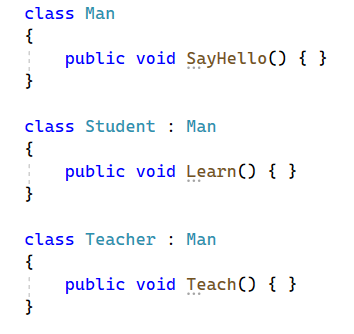 class Man
{
    public void SayHello() { }
}

class Student : Man
{
    public void Learn() { }
}

class Teacher : Man
{
    public void Teach() { }
}